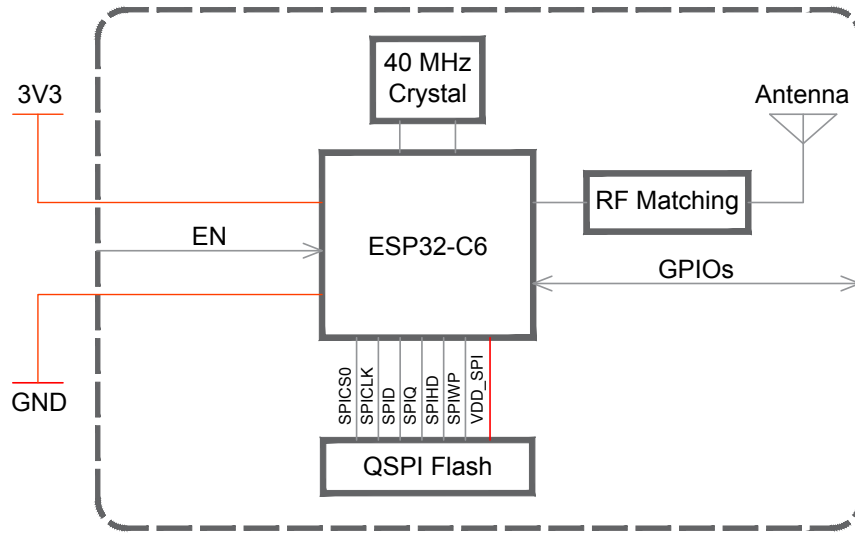 40 MHz
Crystal
3V3
Antenna
RF Matching
EN
ESP32-C6
GPIOs
SPICS0
SPICLK
SPID
SPIQ
SPIHD
SPIWP
VDD_SPI
GND
QSPI Flash